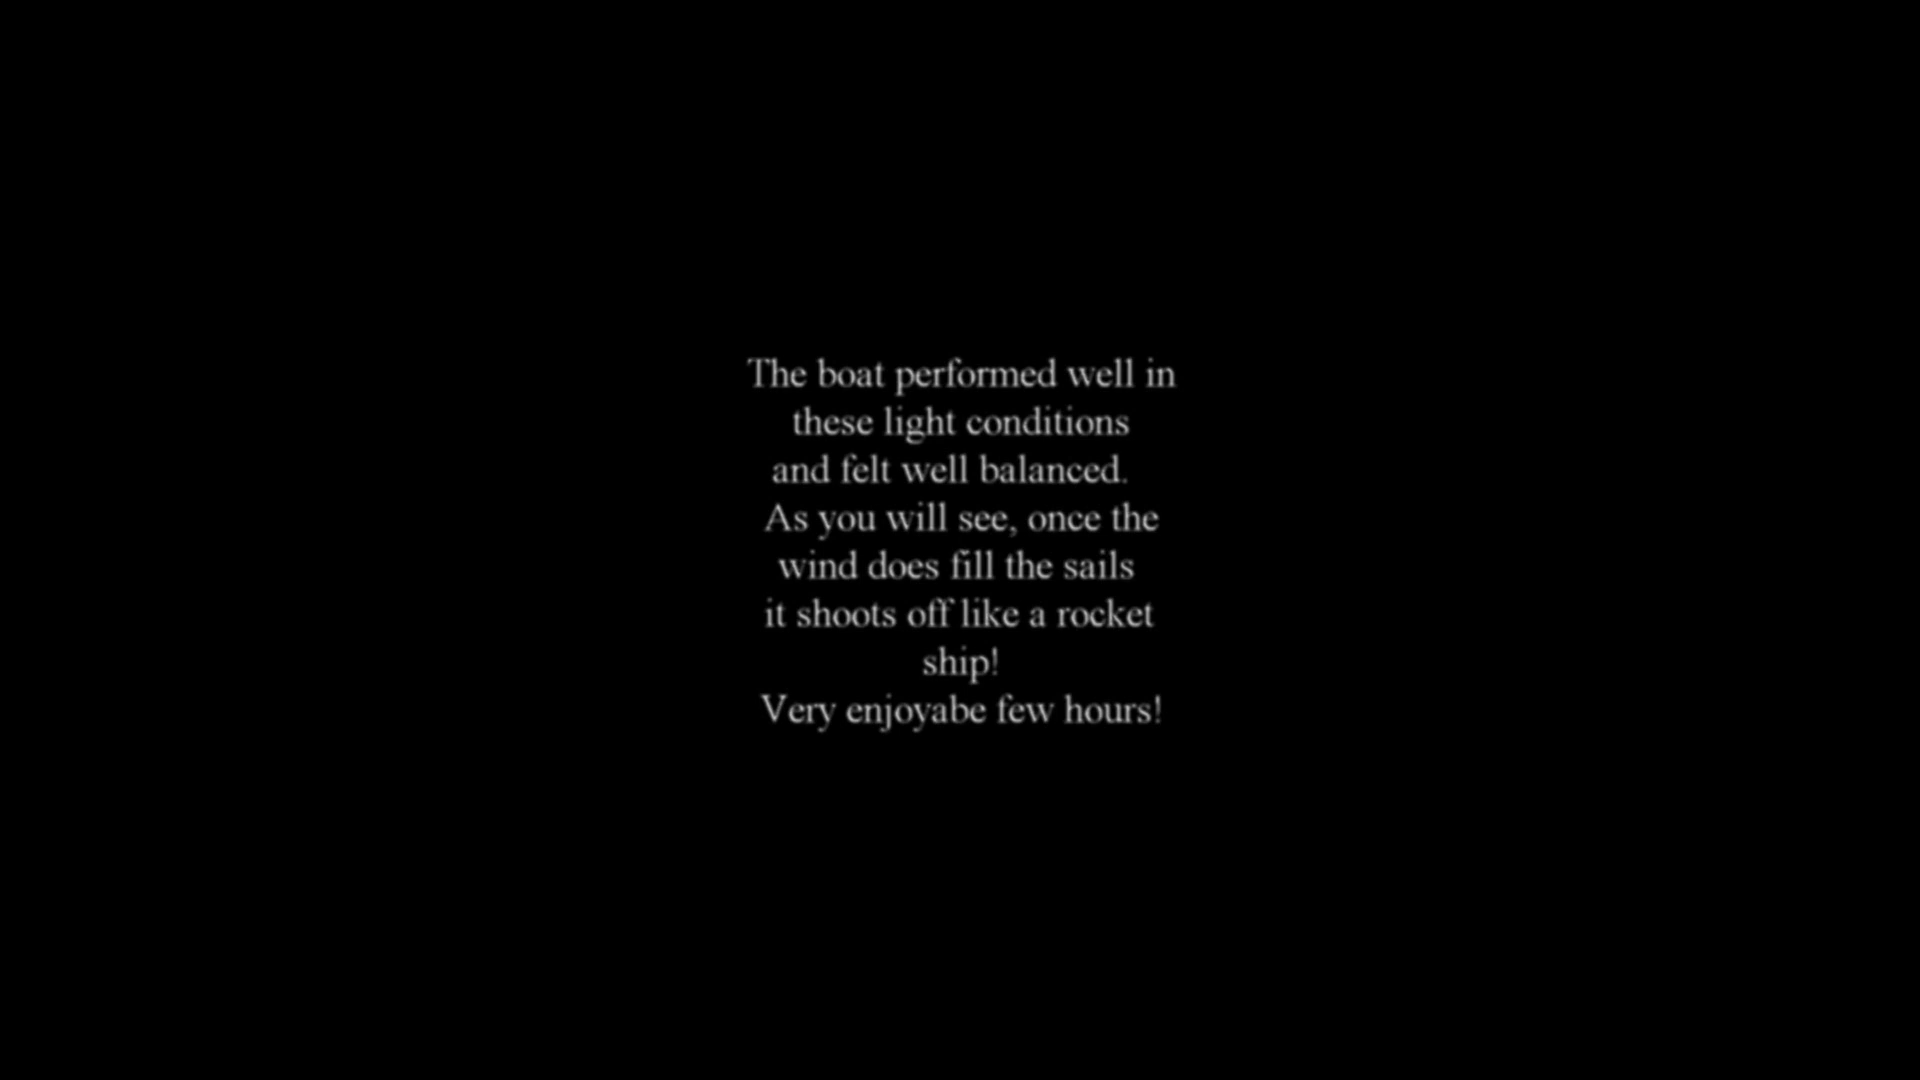 The boat performed well in
these light conditions
and felt well balanced.
As you will see, once the
wind does fill the sails
it shoots off like a rocket
ship!
Very enjoyabe few hours!